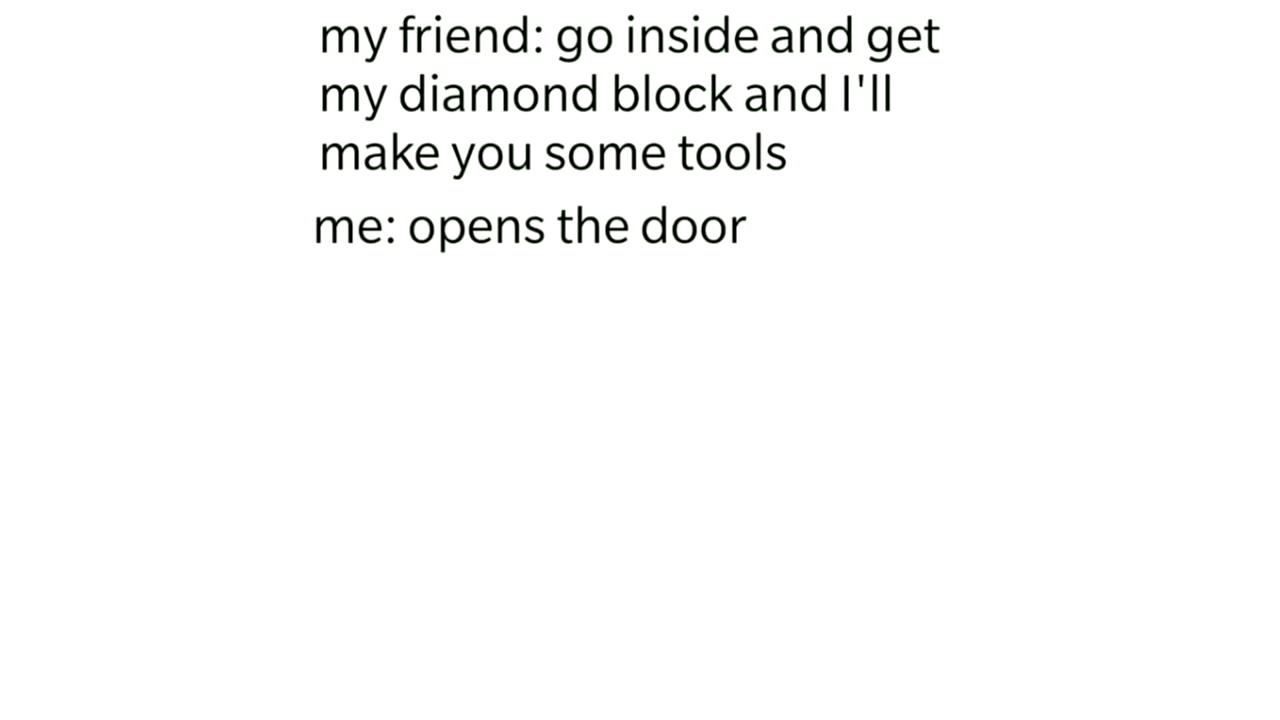 my friend: go inside and get
my diamond block and I'll
make you some tools
me: opens the door